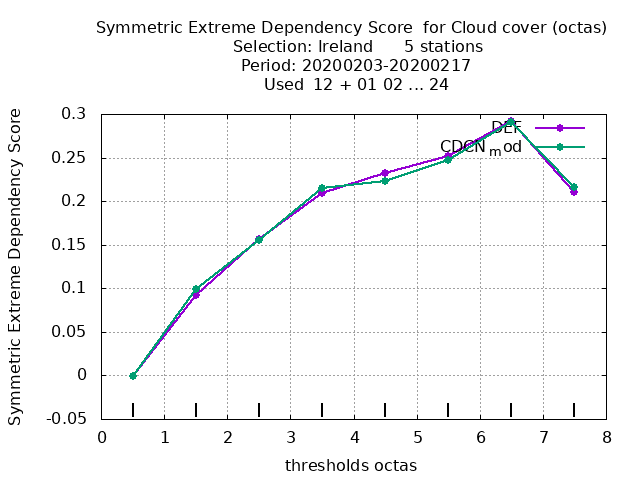 Symmetric Extreme Dependency Score  for Cloud cover (octas)
Selection: Ireland      5 stations
Period: 20200203-20200217
Used  12 + 01 02 ... 24
Symmetric Extreme Dependency Score
0.3
0.25
0.2
0.15
0.1
0.05
0
-0.05
DEF
CDCN_mod
0 1 2 3 4 5 6 7 8
thresholds octas